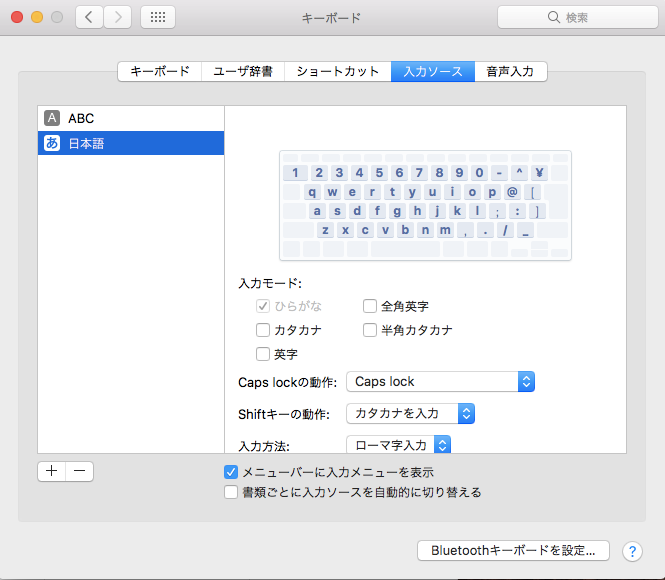 キーボード
検索
キーボード ユーザ辞書 ショートカット 入力ソース 音声入力
A ABC
あ 日本語
1 2 3 4 5 6 7 8 9 0 - ^ ¥
q w e r t y u i o p @ [
a s d f g h j k l ; : ]
z x c v b n m , . / _
入力モード:
ひらがな 全角英字
カタカナ 半角カタカナ
英字
Caps lockの動作: Caps lock
Shiftキーの動作: カタカナを入力
入力方法: ローマ字入力
メニューバーに入力メニューを表示
書類ごとに入力ソースを自動的に切り替える
Bluetoothキーボードを設定... ?